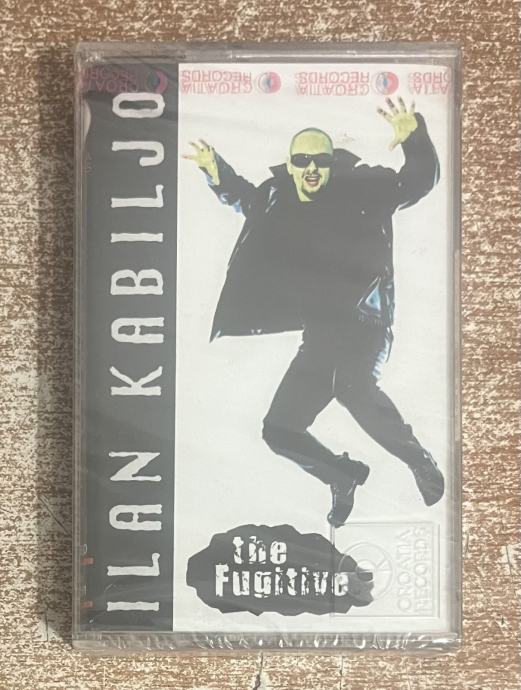 CROATIA RECORDS
CROATIA RECORDS
CROATIA RECORDS
CROATIA RECORDS
ILAN KABILJO
the
Fugitive
CROATIA
RECORDS